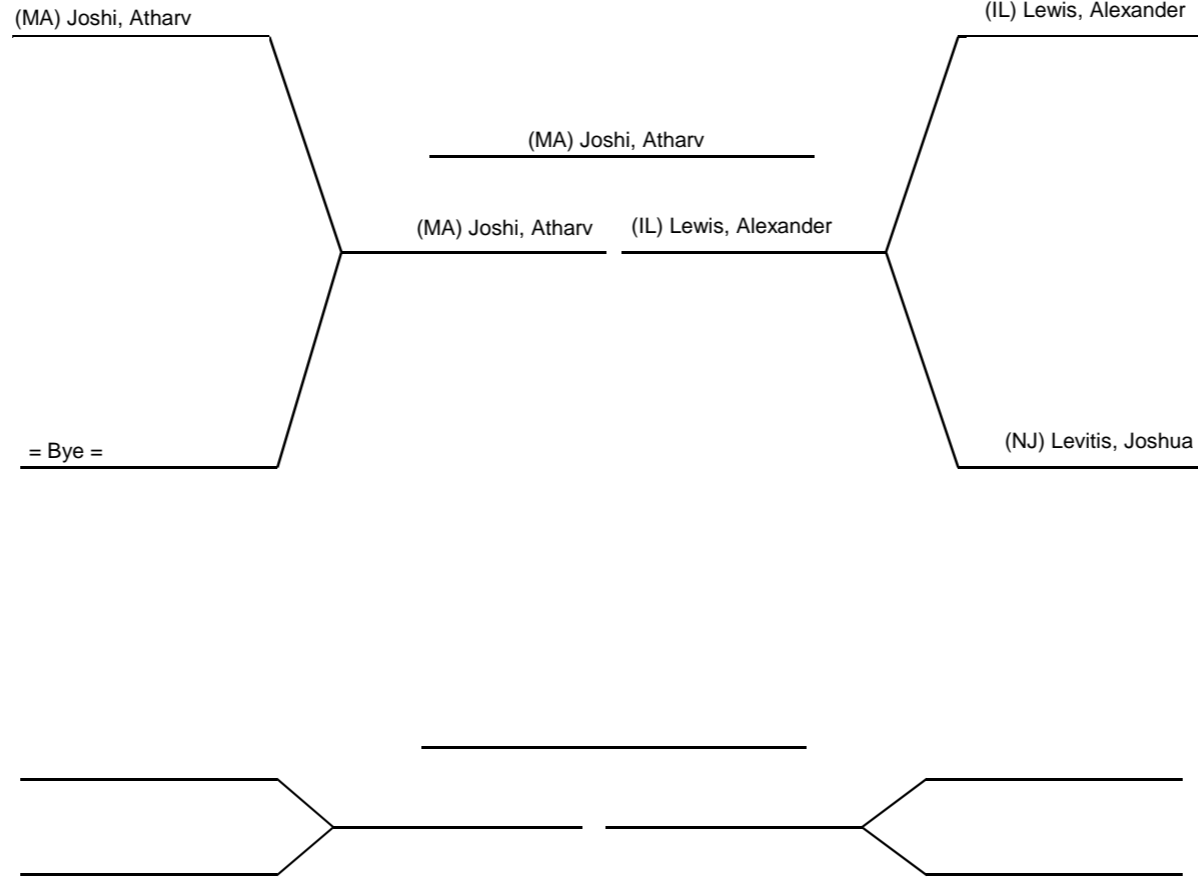 (MA) Joshi, Atharv
(IL) Lewis, Alexander
(MA) Joshi, Atharv
(MA) Joshi, Atharv
(IL) Lewis, Alexander
= Bye =
(NJ) Levitis, Joshua